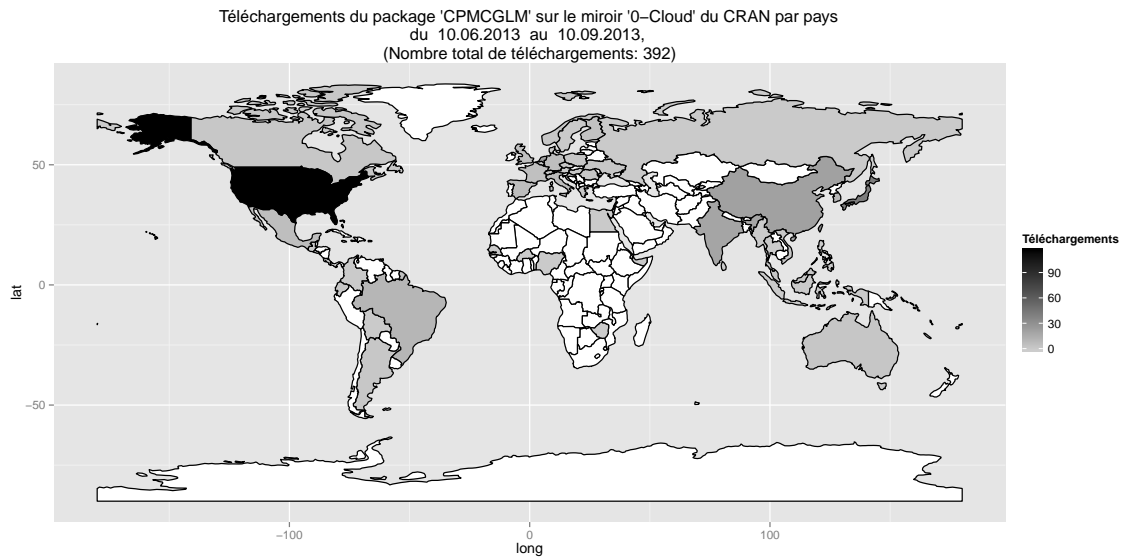 Téléchargements du package 'CPMCGLM' sur le miroir '0−Cloud' du CRAN par pays
du 10.06.2013 au 10.09.2013,
(Nombre total de téléchargements: 392)
50
0
−50
lat
−100
0
100
long
Téléchargements
90
60
30
0